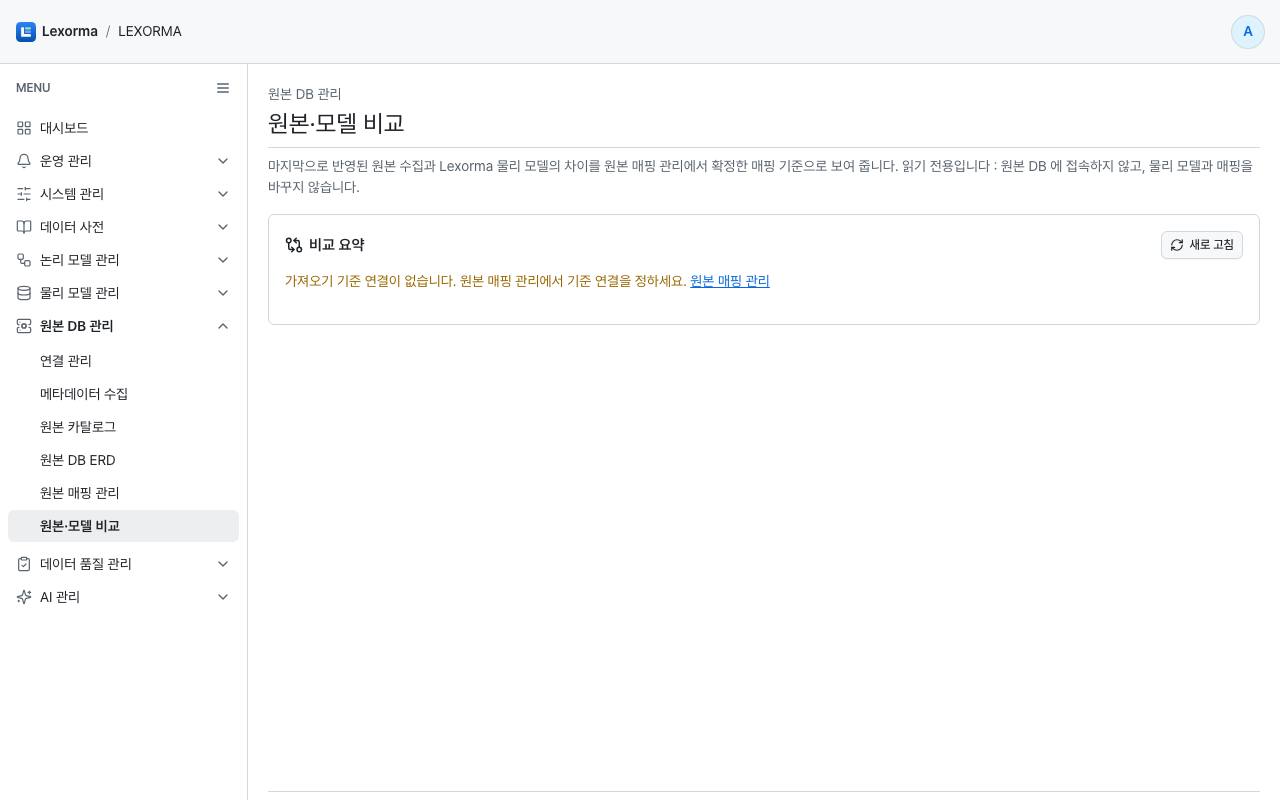 Lexorma / LEXORMA
A
MENU
대시보드
운영 관리
시스템 관리
데이터 사전
논리 모델 관리
물리 모델 관리
원본 DB 관리
연결 관리
메타데이터 수집
원본 카탈로그
원본 DB ERD
원본 매핑 관리
원본·모델 비교
데이터 품질 관리
AI 관리
원본 DB 관리
원본·모델 비교
마지막으로 반영된 원본 수집과 Lexorma 물리 모델의 차이를 원본 매핑 관리에서 확정한 매핑 기준으로 보여 줍니다. 읽기 전용입니다 : 원본 DB 에 접속하지 않고, 물리 모델과 매핑을
바꾸지 않습니다.
비교 요약
새로 고침
가져오기 기준 연결이 없습니다. 원본 매핑 관리에서 기준 연결을 정하세요. 원본 매핑 관리